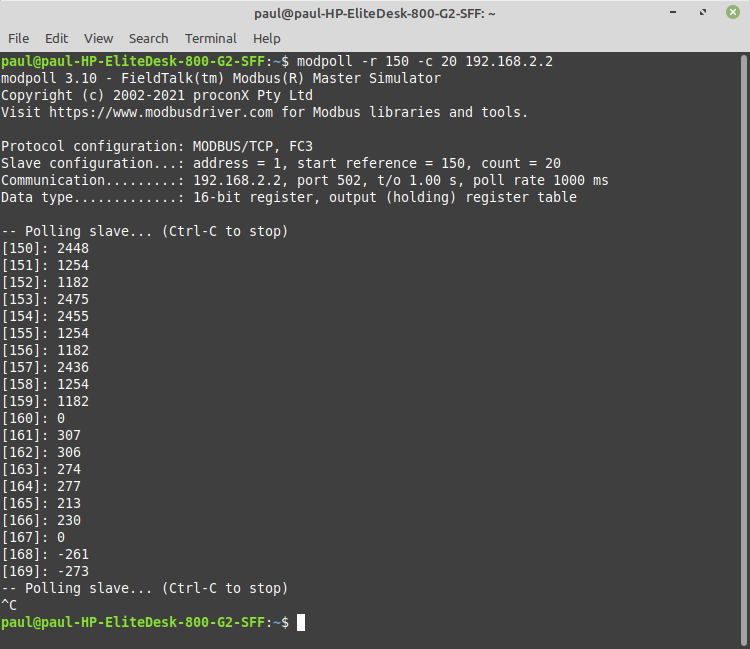 paul@paul-HP-EliteDesk-800-G2-SFF: ~
File Edit View Search Terminal Help
paul@paul-HP-EliteDesk-800-G2-SFF:~$ modpoll -r 150 -c 20 192.168.2.2
modpoll 3.10 - FieldTalk(tm) Modbus(R) Master Simulator
Copyright (c) 2002-2021 proconX Pty Ltd
Visit https://www.modbusdriver.com for Modbus libraries and tools.

Protocol configuration: MODBUS/TCP, FC3
Slave configuration...: address = 1, start reference = 150, count = 20
Communication.........: 192.168.2.2, port 502, t/o 1.00 s, poll rate 1000 ms
Data type.............: 16-bit register, output (holding) register table

-- Polling slave... (Ctrl-C to stop)
[150]: 2448
[151]: 1254
[152]: 1182
[153]: 2475
[154]: 2455
[155]: 1254
[156]: 1182
[157]: 2436
[158]: 1254
[159]: 1182
[160]: 0
[161]: 307
[162]: 306
[163]: 274
[164]: 277
[165]: 213
[166]: 230
[167]: 0
[168]: -261
[169]: -273
-- Polling slave... (Ctrl-C to stop)
^C
paul@paul-HP-EliteDesk-800-G2-SFF:~$